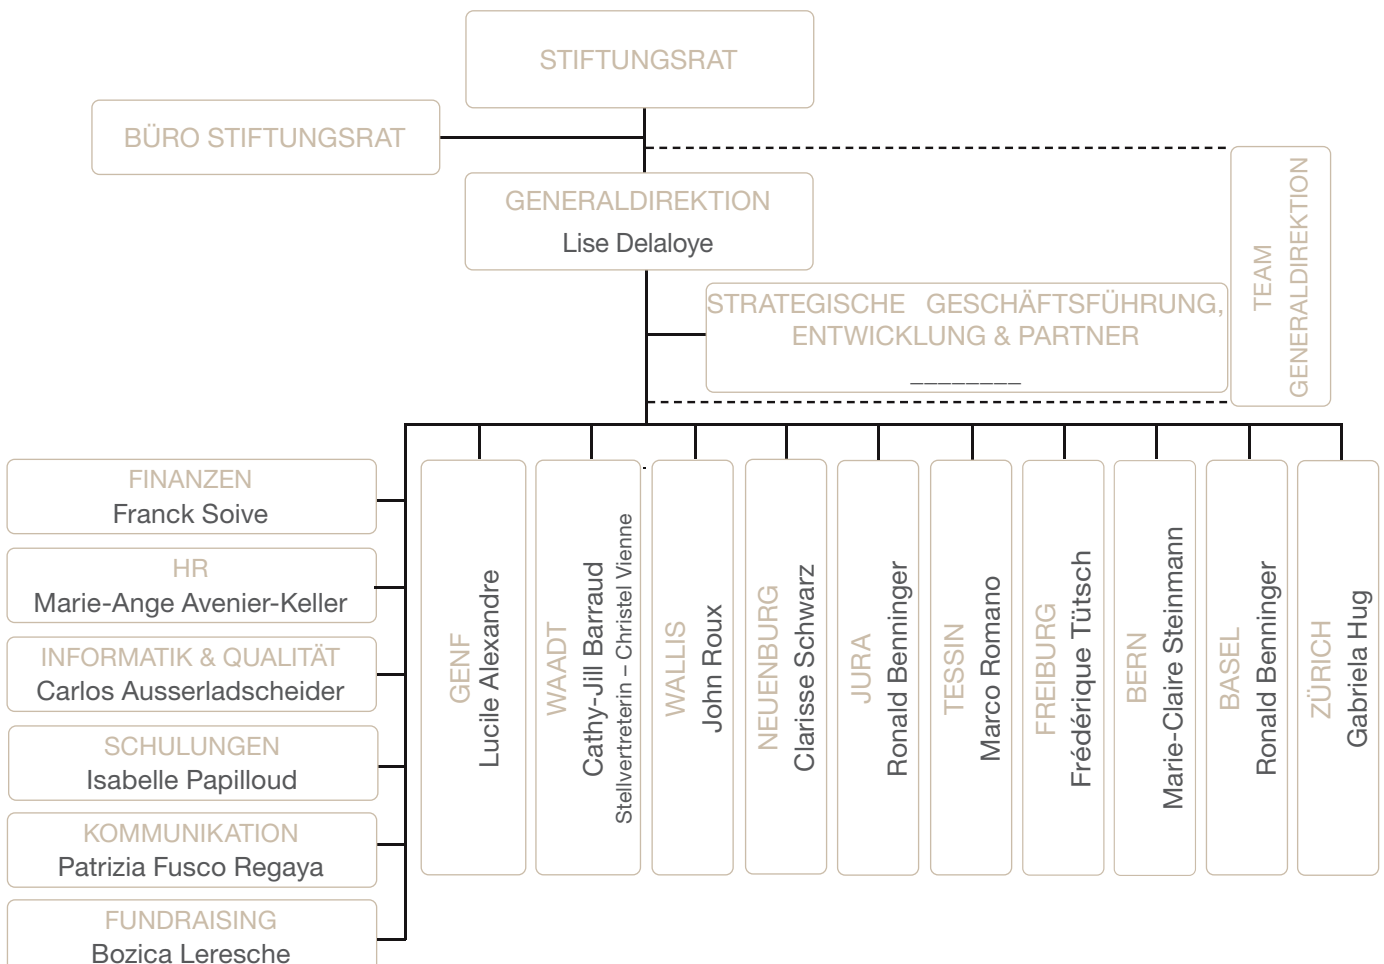 STIFTUNGSRAT
BÜRO STIFTUNGSRAT
GENERALDIREKTION
Lise Delaloye
TEAM
GENERALDIREKTION
STRATEGISCHE GESCHÄFTSFÜHRUNG,
ENTWICKLUNG & PARTNER
________
FINANZEN
Franck Soive
HR
Marie-Ange Avenier-Keller
INFORMATIK & QUALITÄT
Carlos Ausserladscheider
SCHULUNGEN
Isabelle Papilloud
KOMMUNIKATION
Patrizia Fusco Regaya
FUNDRAISING
Bozica Leresche
GENF
Lucile Alexandre
WAADT
Cathy-Jill Barraud
Stellvertreterin – Christel Vienne
WALLIS
John Roux
NEUENBURG
Clarisse Schwarz
JURA
Ronald Benninger
TESSIN
Marco Romano
FREIBURG
Frédérique Tütsch
BERN
Marie-Claire Steinmann
BASEL
Ronald Benninger
ZÜRICH
Gabriela Hug